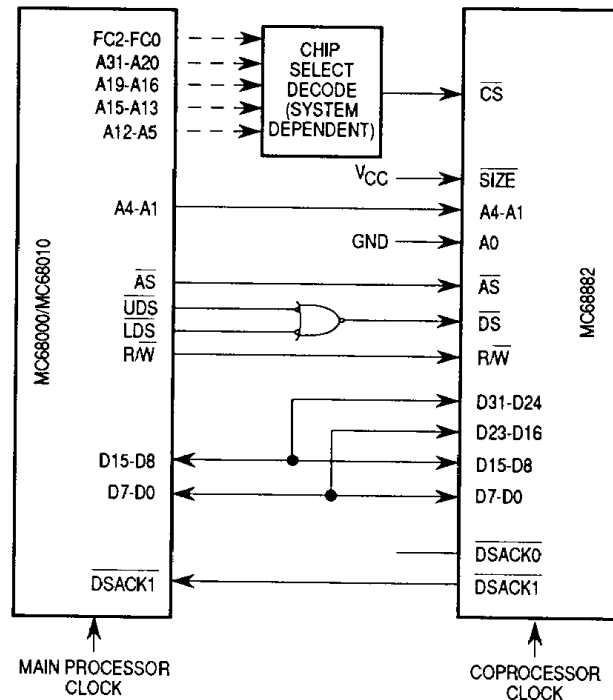 FC2-FC0
A31-A20
A19-A16
A15-A13
A12-A5
CHIP
SELECT
DECODE
(SYSTEM
DEPENDENT)
CS
VCC
SIZE
A4-A1
A4-A1
GND
A0
AS
AS
UDS
LDS
DS
R/W
R/W
MC68000/MC68010
MC68882
D31-D24
D23-D16
D15-D8
D15-D8
D7-D0
D7-D0
DSACK0
DSACK1
DSACK1
MAIN PROCESSOR
CLOCK
COPROCESSOR
CLOCK